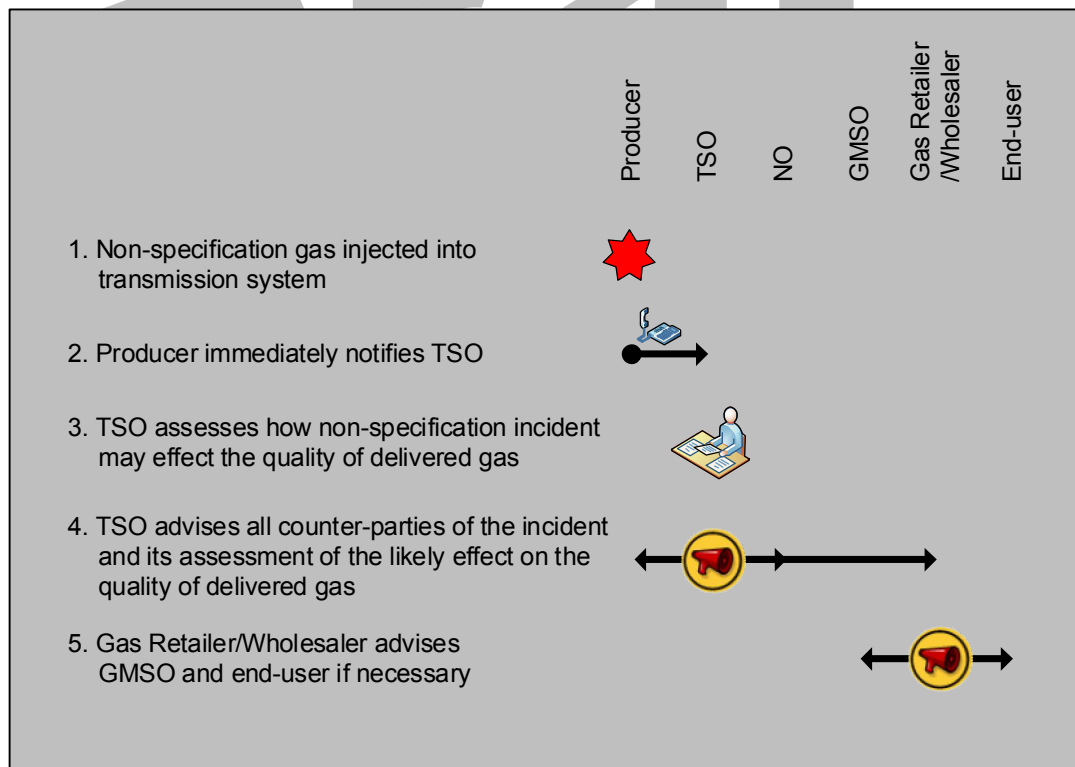 Producer
TSO
NO
GMSO
Gas Retailer
/Wholesaler
End-user
1. Non-specification gas injected into
transmission system
2. Producer immediately notifies TSO
3. TSO assesses how non-specification incident
may effect the quality of delivered gas
4. TSO advises all counter-parties of the incident
and its assessment of the likely effect on the
quality of delivered gas
5. Gas Retailer/Wholesaler advises
GMSO and end-user if necessary